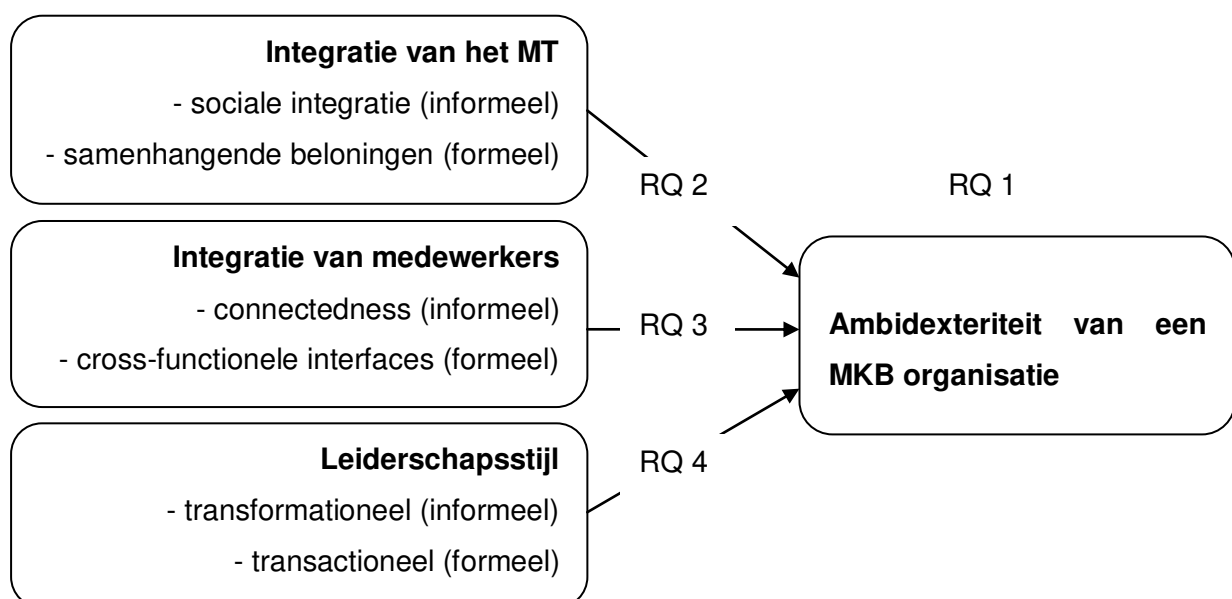 Integratie van het MT
- sociale integratie (informeel)
- samenhangende beloningen (formeel)
RQ 2
RQ 1
Integratie van medewerkers
- connectedness (informeel)
- cross-functionele interfaces (formeel)
RQ 3
Ambidexteriteit van een
MKB organisatie
Leiderschapsstijl
- transformationeel (informeel)
- transactioneel (formeel)
RQ 4